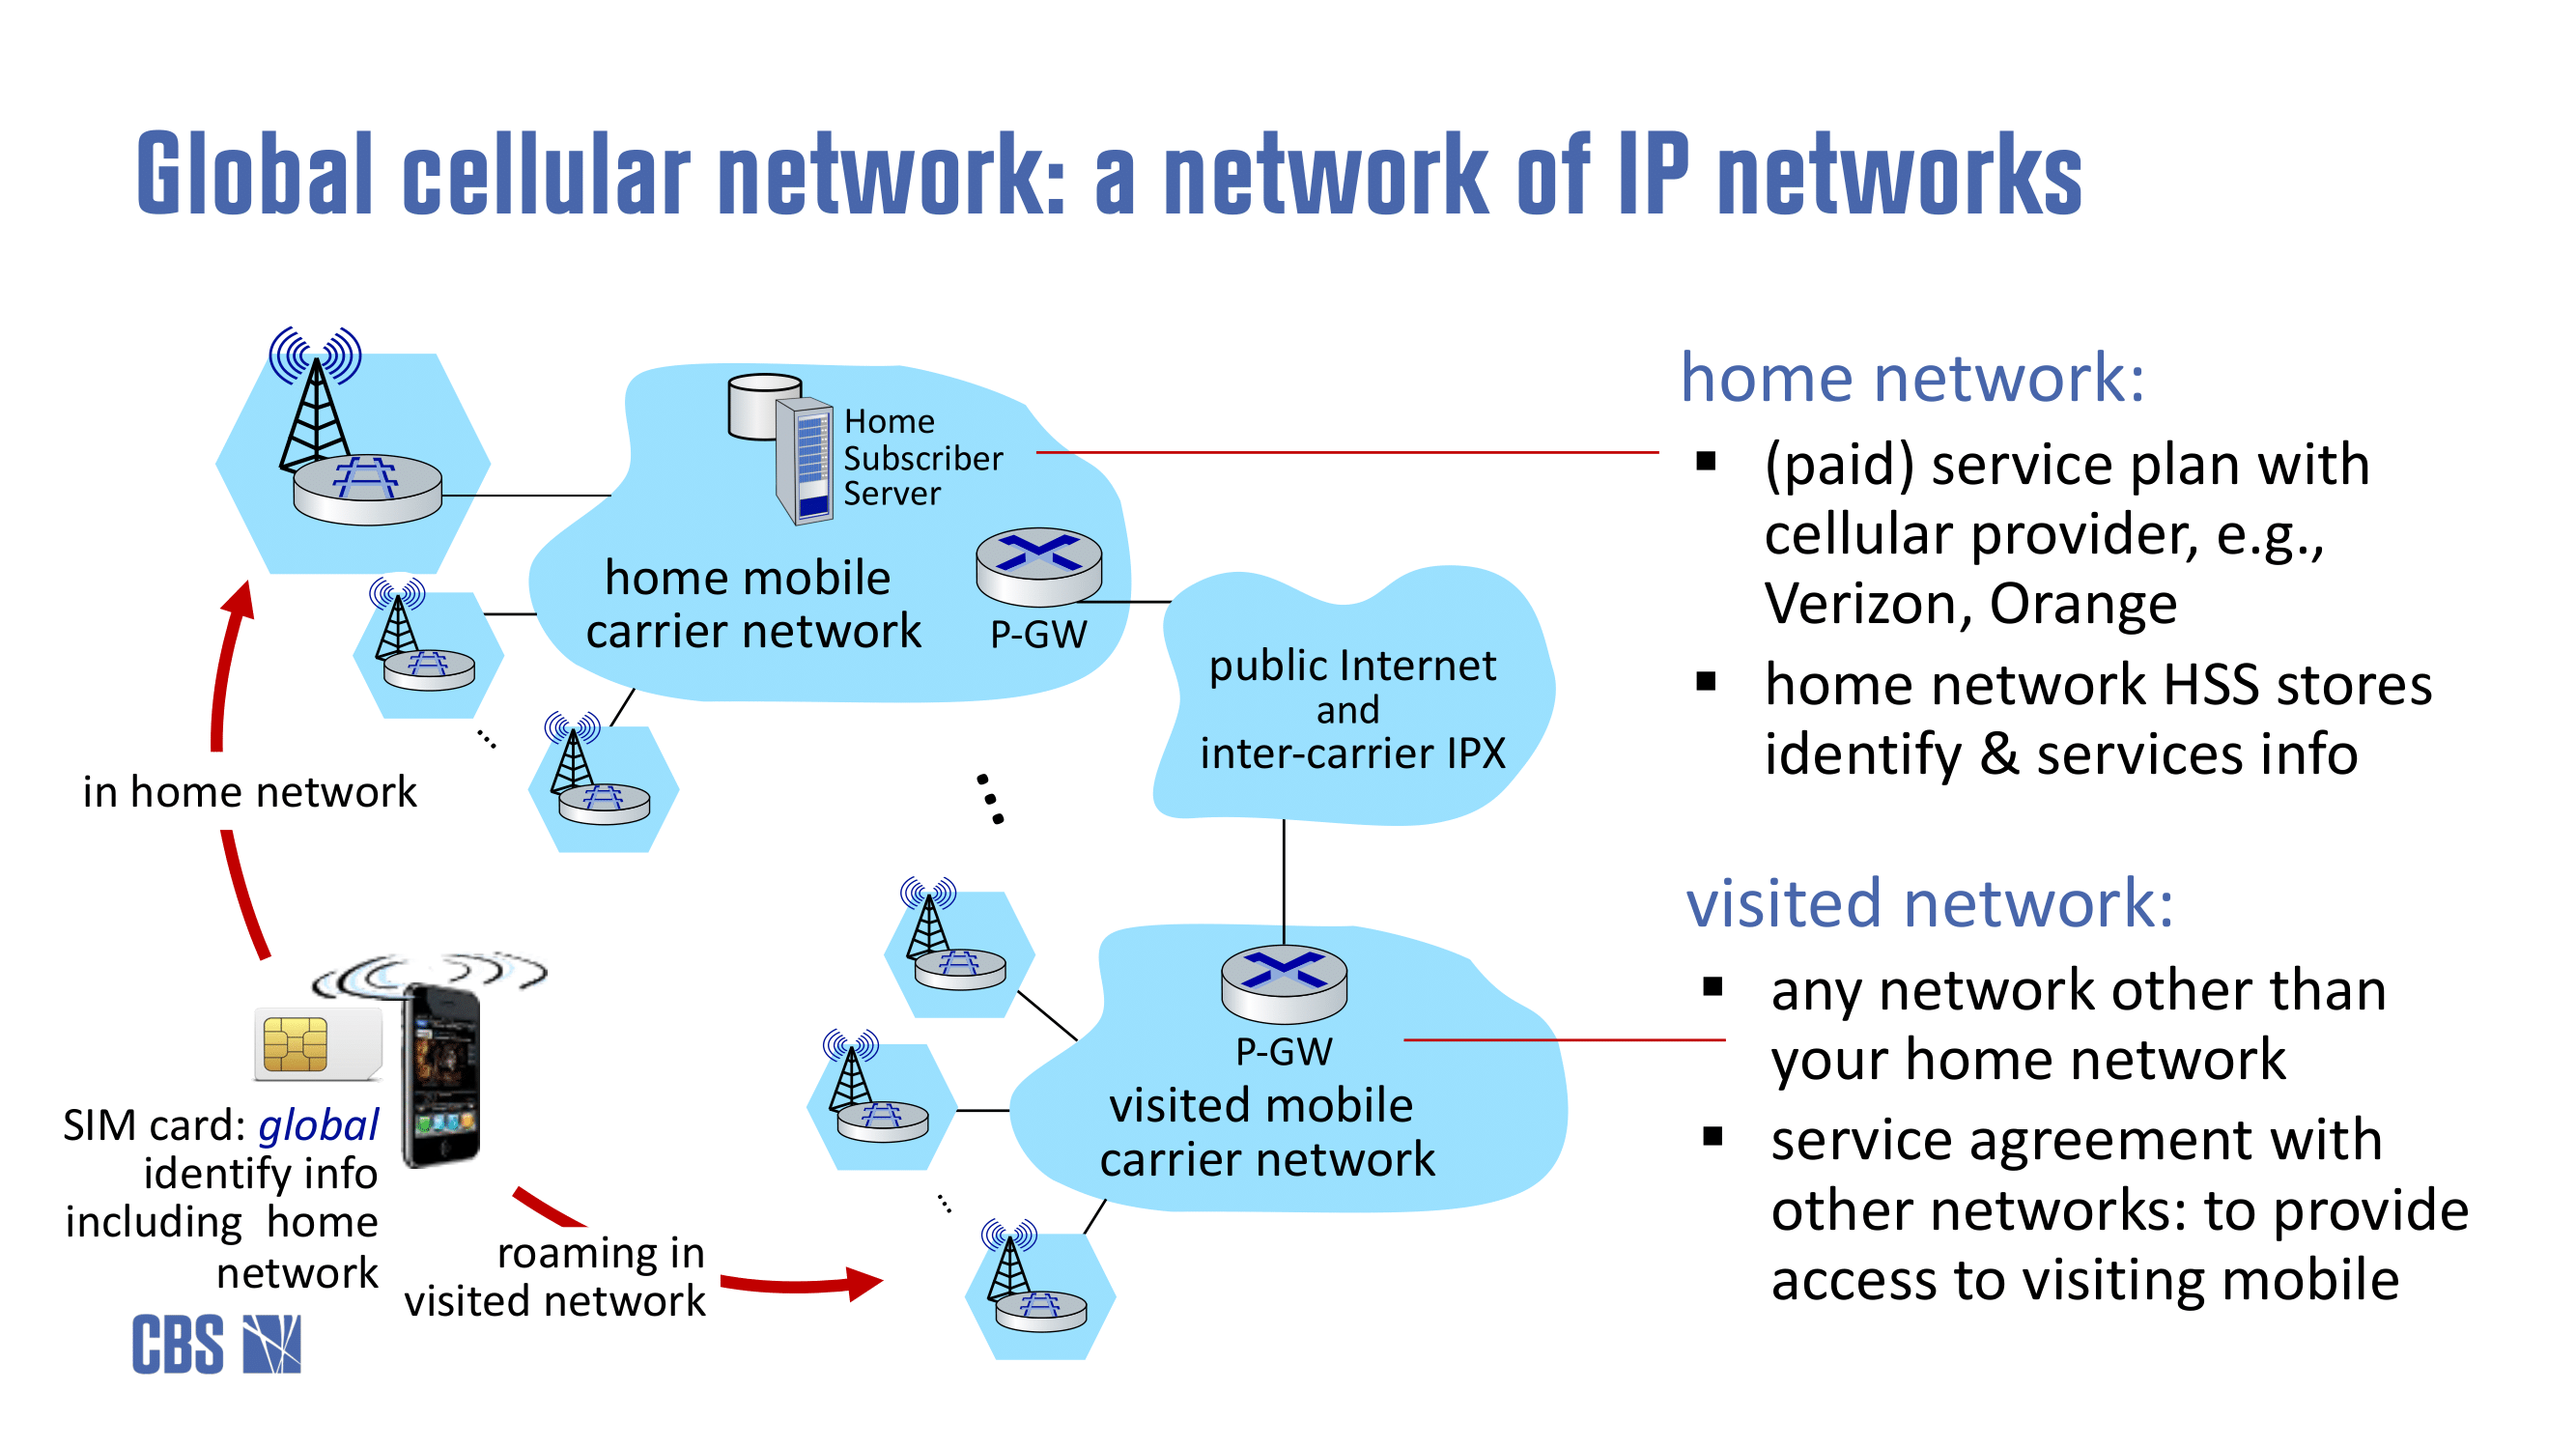 Global cellular network: a network of IP networks
Home
Subscriber
Server
home mobile
carrier network
P-GW
public Internet
and
inter-carrier IPX
in home network
SIM card: global
identify info
including home
network
roaming in
visited network
P-GW
visited mobile
carrier network
home network:
▪ (paid) service plan with
cellular provider, e.g.,
Verizon, Orange
▪ home network HSS stores
identify & services info
visited network:
▪ any network other than
your home network
▪ service agreement with
other networks: to provide
access to visiting mobile
CBS